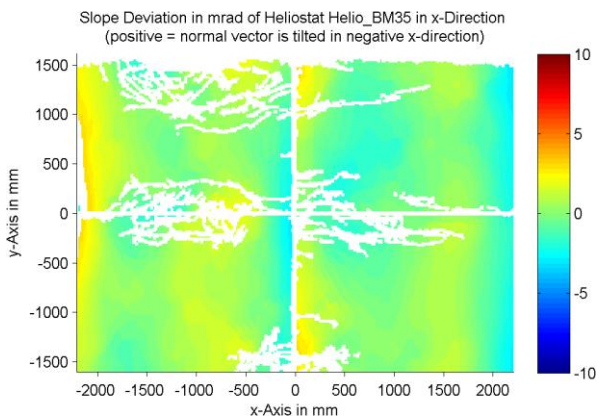 Slope Deviation in mrad of Heliostat Helio_BM35 in x-Direction
(positive = normal vector is tilted in negative x-direction)
1500
1000
500
0
-500
-1000
-1500
y-Axis in mm
-2000 -1500 -1000 -500 0 500 1000 1500 2000
x-Axis in mm
10
5
0
-5
-10